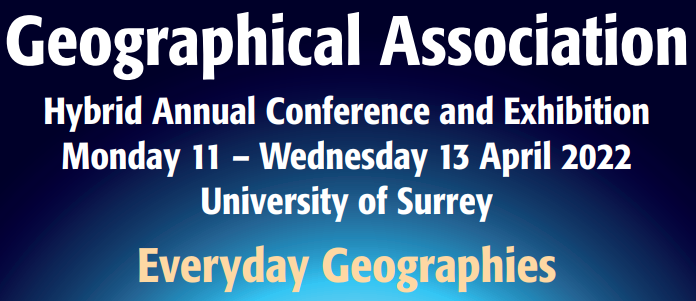 Geographical Association
Hybrid Annual Conference and Exhibition
Monday 11 – Wednesday 13 April 2022
University of Surrey
Everyday Geographies